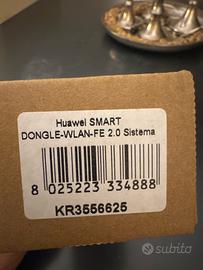 Huawei SMART
DONGLE-WLAN-FE 2.0 Sistema
8 025223 334888
KR3556625
subito